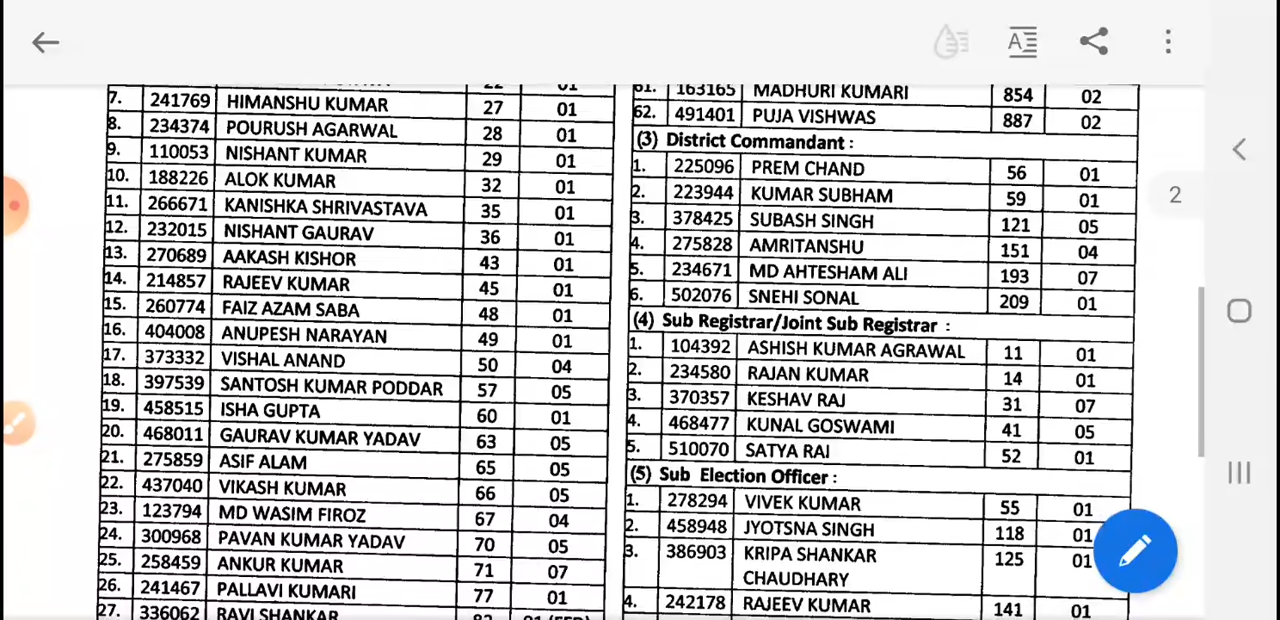 7. 241769 HIMANSHU KUMAR 27 01
8. 234374 POURUSH AGARWAL 28 01
9. 110053 NISHANT KUMAR 29 01
10. 188226 ALOK KUMAR 32 01
11. 266671 KANISHKA SHRIVASTAVA 35 01
12. 232015 NISHANT GAURAV 36 01
13. 270689 AAKASH KISHOR 43 01
14. 214857 RAJEEV KUMAR 45 01
15. 260774 FAIZ AZAM SABA 48 01
16. 404008 ANUPESH NARAYAN 49 01
17. 373332 VISHAL ANAND 50 04
18. 397539 SANTOSH KUMAR PODDAR 57 05
19. 458515 ISHA GUPTA 60 01
20. 468011 GAURAV KUMAR YADAV 63 05
21. 275859 ASIF ALAM 65 05
22. 437040 VIKASH KUMAR 66 05
23. 123794 MD WASIM FIROZ 67 04
24. 300968 PAVAN KUMAR YADAV 70 05
25. 258459 ANKUR KUMAR 71 07
26. 241467 PALLAVI KUMARI 77 01
27. 336062 RAVI SHANKAR
61. 163165 MADHURI KUMARI 854 02
62. 491401 PUJA VISHWAS 887 02
(3) District Commandant :
1. 225096 PREM CHAND 56 01
2. 223944 KUMAR SUBHAM 59 01
3. 378425 SUBASH SINGH 121 05
4. 275828 AMRITANSHU 151 04
5. 234671 MD AHTESHAM ALI 193 07
6. 502076 SNEHI SONAL 209 01
(4) Sub Registrar/Joint Sub Registrar :
1. 104392 ASHISH KUMAR AGRAWAL 11 01
2. 234580 RAJAN KUMAR 14 01
3. 370357 KESHAV RAJ 31 07
4. 468477 KUNAL GOSWAMI 41 05
5. 510070 SATYA RAI 52 01
(5) Sub Election Officer :
1. 278294 VIVEK KUMAR 55 01
2. 458948 JYOTSNA SINGH 118 01
3. 386903 KRIPA SHANKAR 125 01
CHAUDHARY
4. 242178 RAJEEV KUMAR 141 01
2